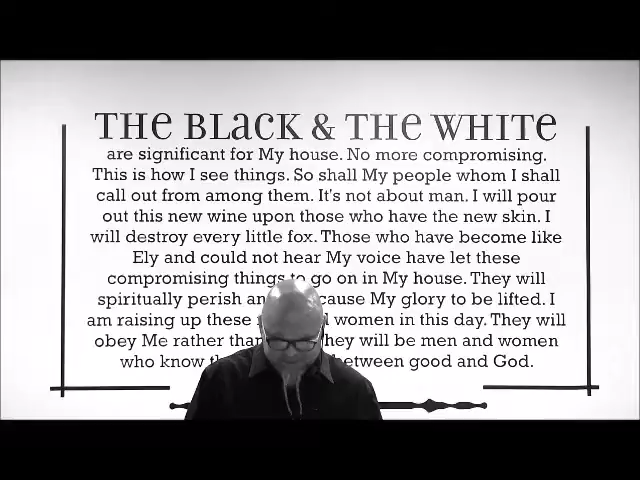 THE BLACK & THE WHITE
are significant for My house. No more compromising.
This is how I see things. So shall My people whom I shall
call out from among them. It's not about man. I will pour
out this new wine upon those who have the new skin. I
will destroy every little fox. Those who have become like
Ely and could not hear My voice have let these
compromising things to go on in My house. They will
spiritually perish an cause My glory to be lifted. I
am raising up these women in this day. They will
obey Me rather They will be men and women
who know between good and God.